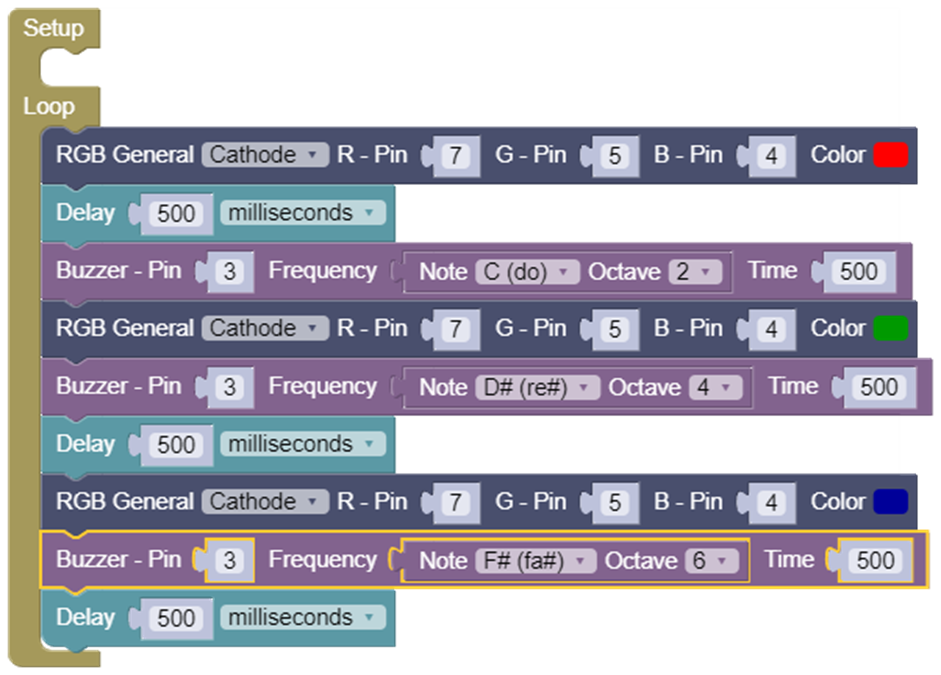 Setup
Loop
RGB General Cathode R - Pin 7 G - Pin 5 B - Pin 4 Color
Delay 500 milliseconds
Buzzer - Pin 3 Frequency Note C (do) Octave 2 Time 500
RGB General Cathode R - Pin 7 G - Pin 5 B - Pin 4 Color
Buzzer - Pin 3 Frequency Note D# (re#) Octave 4 Time 500
Delay 500 milliseconds
RGB General Cathode R - Pin 7 G - Pin 5 B - Pin 4 Color
Buzzer - Pin 3 Frequency Note F# (fa#) Octave 6 Time 500
Delay 500 milliseconds